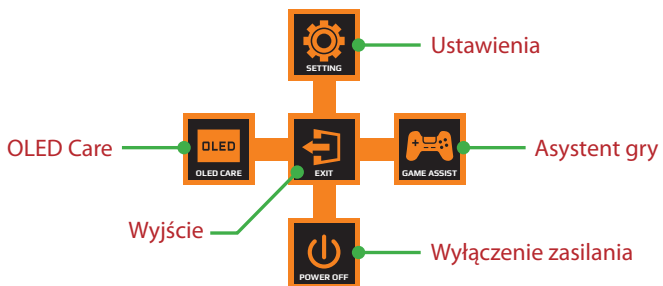 SETTING
Ustawienia
OLED Care
OLED
OLED CARE
EXIT
GAME ASSIST
Asystent gry
Wyjście
POWER OFF
Wyłączenie zasilania